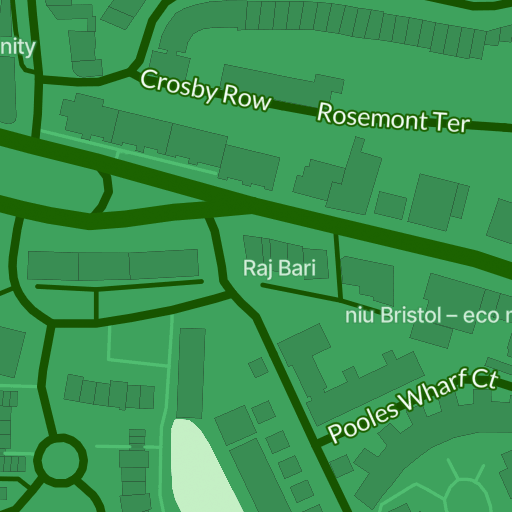 nity
Crosby Row
Rosemont Ter
Raj Bari
niu Bristol – eco
Pooles Wharf Ct